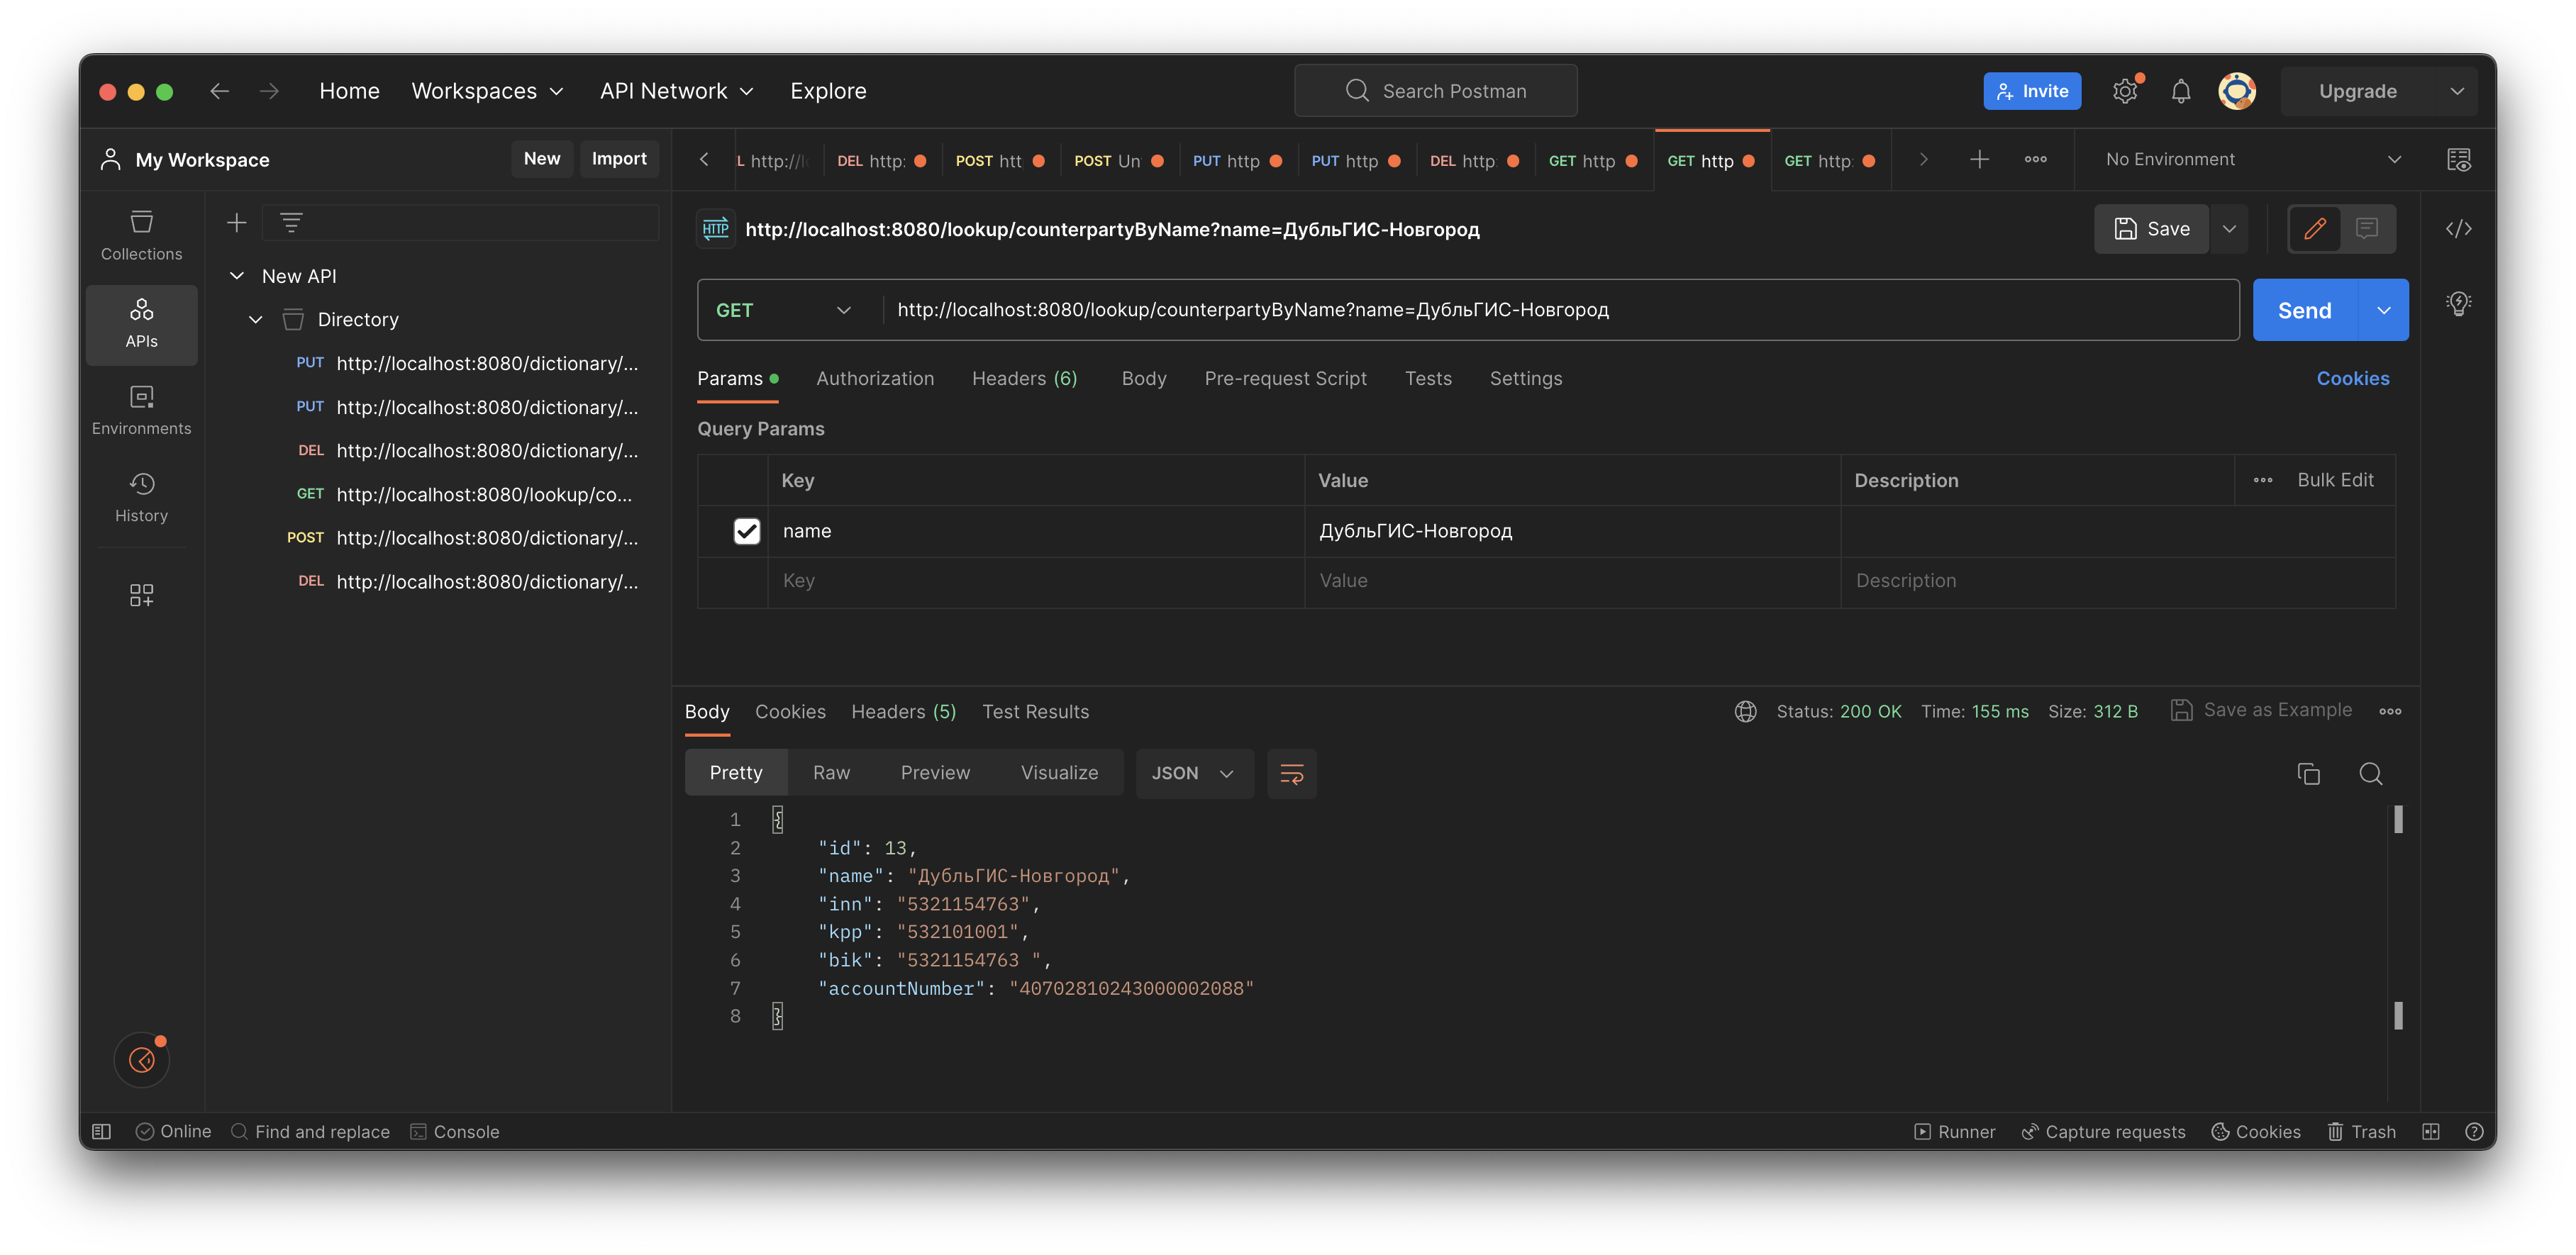 Home Workspaces API Network Explore
Search Postman
Invite
Upgrade
My Workspace
New Import
L http://l
DEL http:
POST htt
POST Un
PUT http
PUT http
DEL http
GET http
GET http
GET http:
No Environment
Collections
APIs
Environments
History
New API
Directory
PUT http://localhost:8080/dictionary/...
PUT http://localhost:8080/dictionary/...
DEL http://localhost:8080/dictionary/...
GET http://localhost:8080/lookup/co...
POST http://localhost:8080/dictionary/...
DEL http://localhost:8080/dictionary/...
HTTP http://localhost:8080/lookup/counterpartyByName?name=ДубльГИС-Новгород
Save
GET http://localhost:8080/lookup/counterpartyByName?name=ДубльГИС-Новгород
Send
Params Authorization Headers (6) Body Pre-request Script Tests Settings
Cookies
Query Params
Key Value Description Bulk Edit
name ДубльГИС-Новгород
Key Value Description
Body Cookies Headers (5) Test Results
Status: 200 OK Time: 155 ms Size: 312 B Save as Example
Pretty Raw Preview Visualize JSON
1 {
2 "id": 13,
3 "name": "ДубльГИС-Новгород",
4 "inn": "5321154763",
5 "kpp": "532101001",
6 "bik": "5321154763 ",
7 "accountNumber": "40702810243000002088"
8 }
Online Find and replace Console
Runner Capture requests Cookies Trash